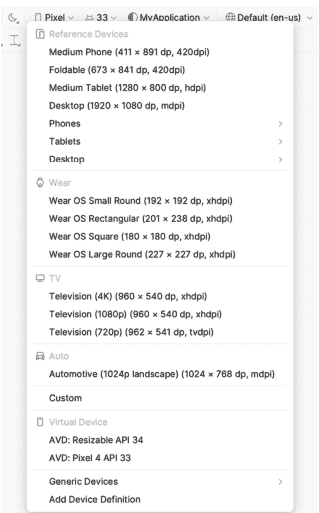 Pixel 33 MyApplication Default (en-us)
Reference Devices
Medium Phone (411 × 891 dp, 420dpi)
Foldable (673 × 841 dp, 420dpi)
Medium Tablet (1280 × 800 dp, hdpi)
Desktop (1920 × 1080 dp, mdpi)
Phones
Tablets
Desktop
Wear
Wear OS Small Round (192 × 192 dp, xhdpi)
Wear OS Rectangular (201 × 238 dp, xhdpi)
Wear OS Square (180 × 180 dp, xhdpi)
Wear OS Large Round (227 × 227 dp, xhdpi)
TV
Television (4K) (960 × 540 dp, xhdpi)
Television (1080p) (960 × 540 dp, xhdpi)
Television (720p) (962 × 541 dp, tvdpi)
Auto
Automotive (1024p landscape) (1024 × 768 dp, mdpi)
Custom
Virtual Device
AVD: Resizable API 34
AVD: Pixel 4 API 33
Generic Devices
Add Device Definition